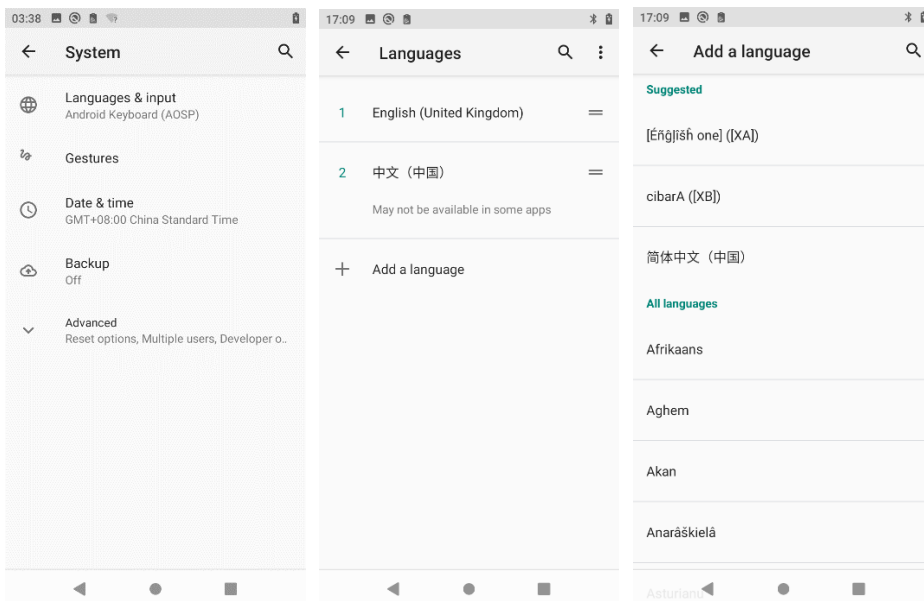 03:38
System
Languages & input
Android Keyboard (AOSP)
Gestures
Date & time
GMT+08:00 China Standard Time
Backup
Off
Advanced
Reset options, Multiple users, Developer o..
17:09
Languages
1 English (United Kingdom)
2 中文（中国）
May not be available in some apps
Add a language
17:09
Add a language
Suggested
[Éñĝļîšĥ one] ([XA])
cibarA ([XB])
简体中文（中国）
All languages
Afrikaans
Aghem
Akan
Anarâškielâ
Asturianu